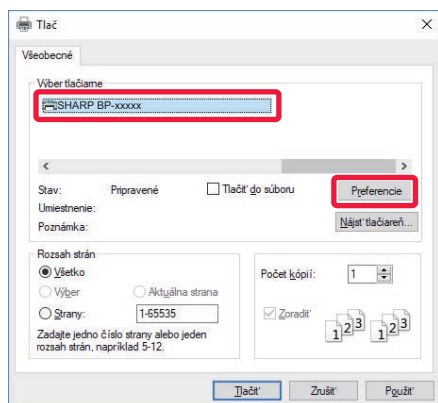 Tlač
Všeobecné
Výber tlačiarne
SHARP BP-xxxxx
Stav: Pripravené Tlačiť do súboru Preferencie
Umiestnenie:
Poznámka: Nájsť tlačiareň...
Rozsah strán
Všetko
Výber Aktuálna strana
Strany: 1-65535
Zadajte jedno číslo strany alebo jeden
rozsah strán, napríklad 5-12.
Počet kópií: 1
Zoradiť
1 2 3 1 2 3
Tlačiť Zrušiť Použiť